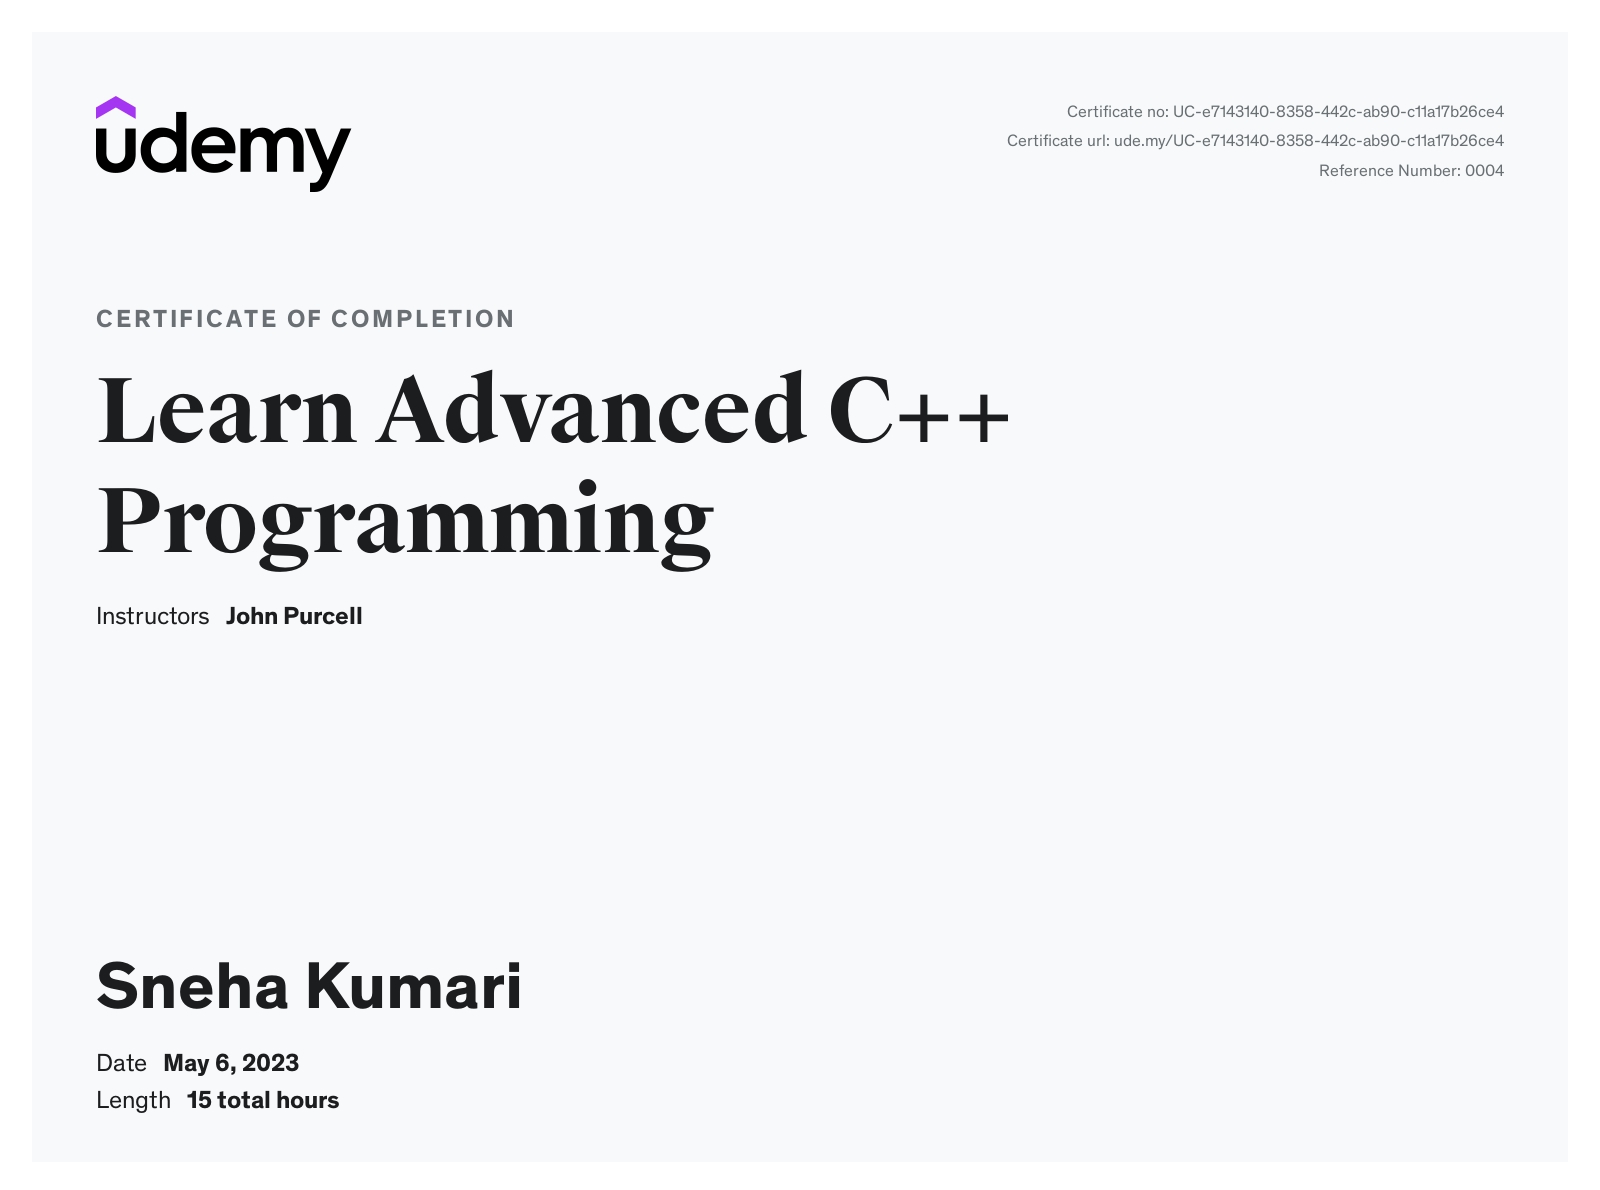 udemy
Certificate no: UC-e7143140-8358-442c-ab90-c11a17b26ce4
Certificate url: ude.my/UC-e7143140-8358-442c-ab90-c11a17b26ce4
Reference Number: 0004
CERTIFICATE OF COMPLETION
Learn Advanced C++
Programming
Instructors John Purcell
Sneha Kumari
Date May 6, 2023
Length 15 total hours